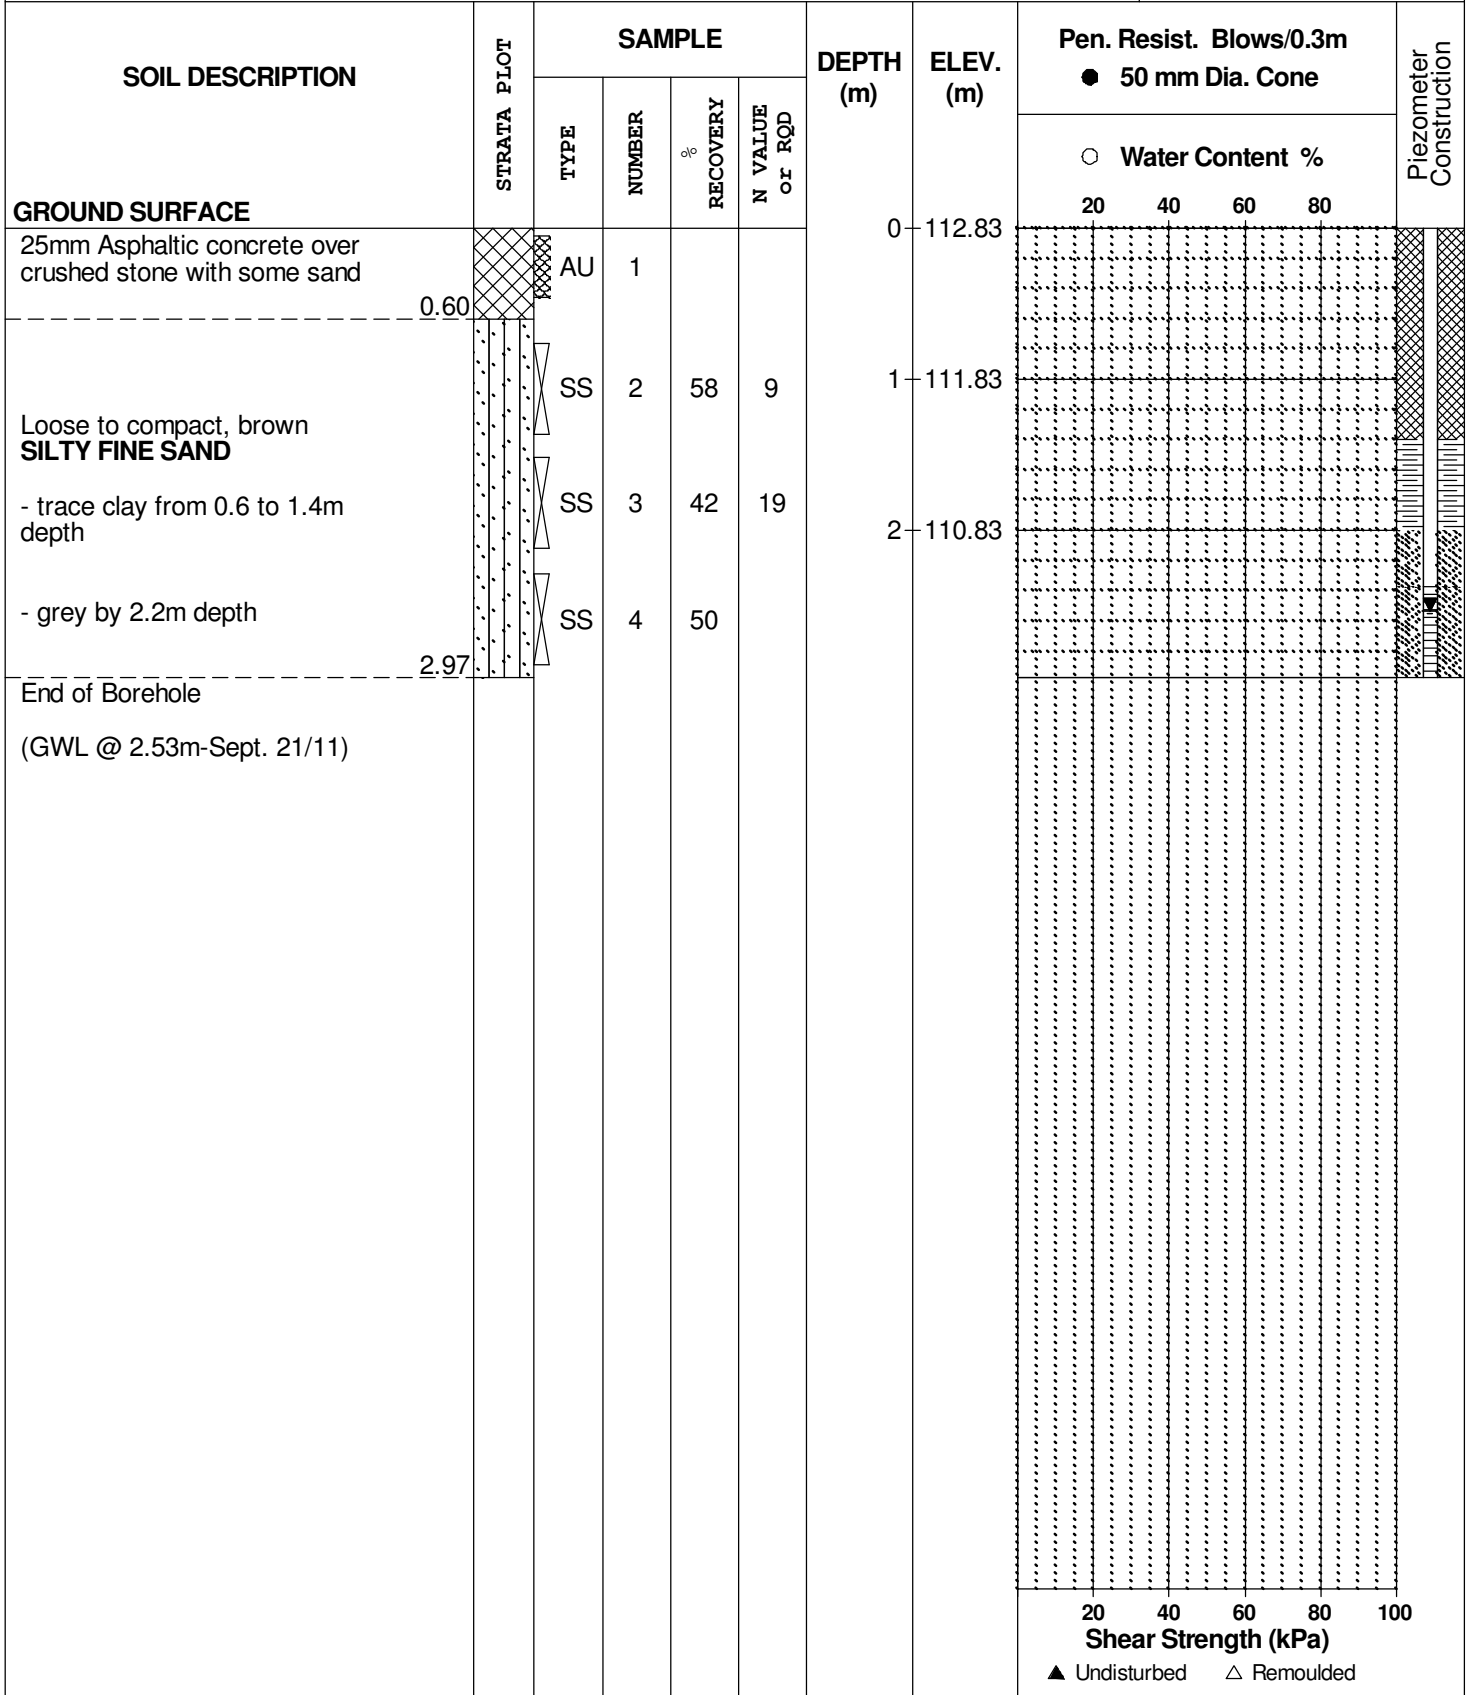 SOIL DESCRIPTION
GROUND SURFACE
STRATA PLOT
SAMPLE
TYPE
NUMBER
%
RECOVERY
N VALUE
or RQD
DEPTH
(m)
ELEV.
(m)
Pen. Resist. Blows/0.3m
● 50 mm Dia. Cone
○ Water Content %
20 40 60 80
Piezometer
Construction
0 112.83
25mm Asphaltic concrete over
crushed stone with some sand
0.60
AU 1
SS 2 58 9
1 111.83
Loose to compact, brown
SILTY FINE SAND
- trace clay from 0.6 to 1.4m
depth
SS 3 42 19
2 110.83
- grey by 2.2m depth
SS 4 50
2.97
End of Borehole
(GWL @ 2.53m-Sept. 21/11)
20 40 60 80 100
Shear Strength (kPa)
▲ Undisturbed △ Remoulded